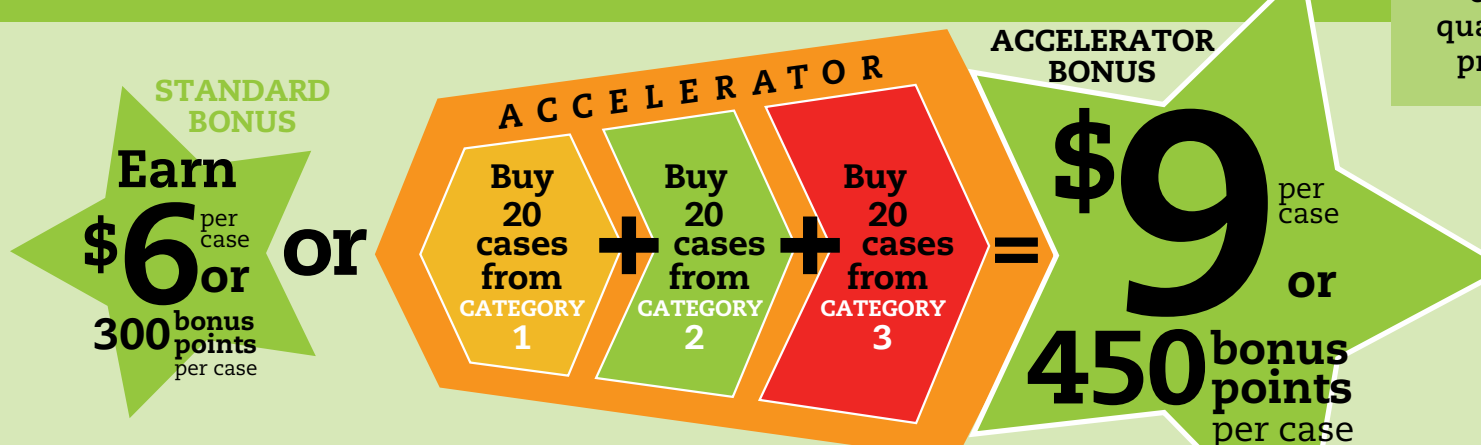 STANDARD
BONUS
Earn
$6 per
case
or
300 bonus
points
per case
or
ACCELERATOR
Buy
20
cases
from
CATEGORY
1
+
Buy
20
cases
from
CATEGORY
2
+
Buy
20
cases
from
CATEGORY
3
=
ACCELERATOR
BONUS
$9 per
case
or
450 bonus
points
per case